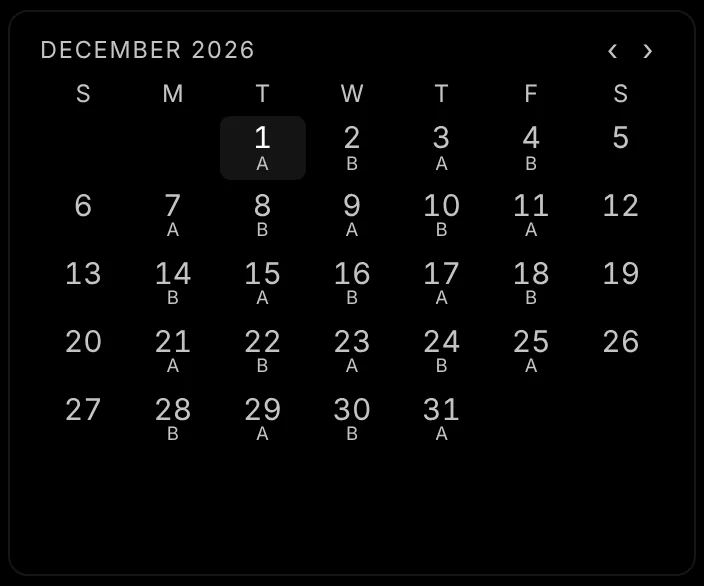 DECEMBER 2026 ‹ ›
S M T W T F S
1 2 3 4 5
A B A B
6 7 8 9 10 11 12
A B A B A
13 14 15 16 17 18 19
B A B A B
20 21 22 23 24 25 26
A B A B A
27 28 29 30 31
B A B A